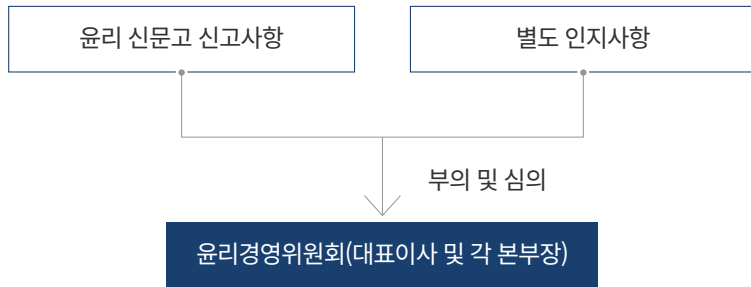 윤리 신문고 신고사항
별도 인지사항
부의 및 심의
윤리경영위원회(대표이사 및 각 본부장)